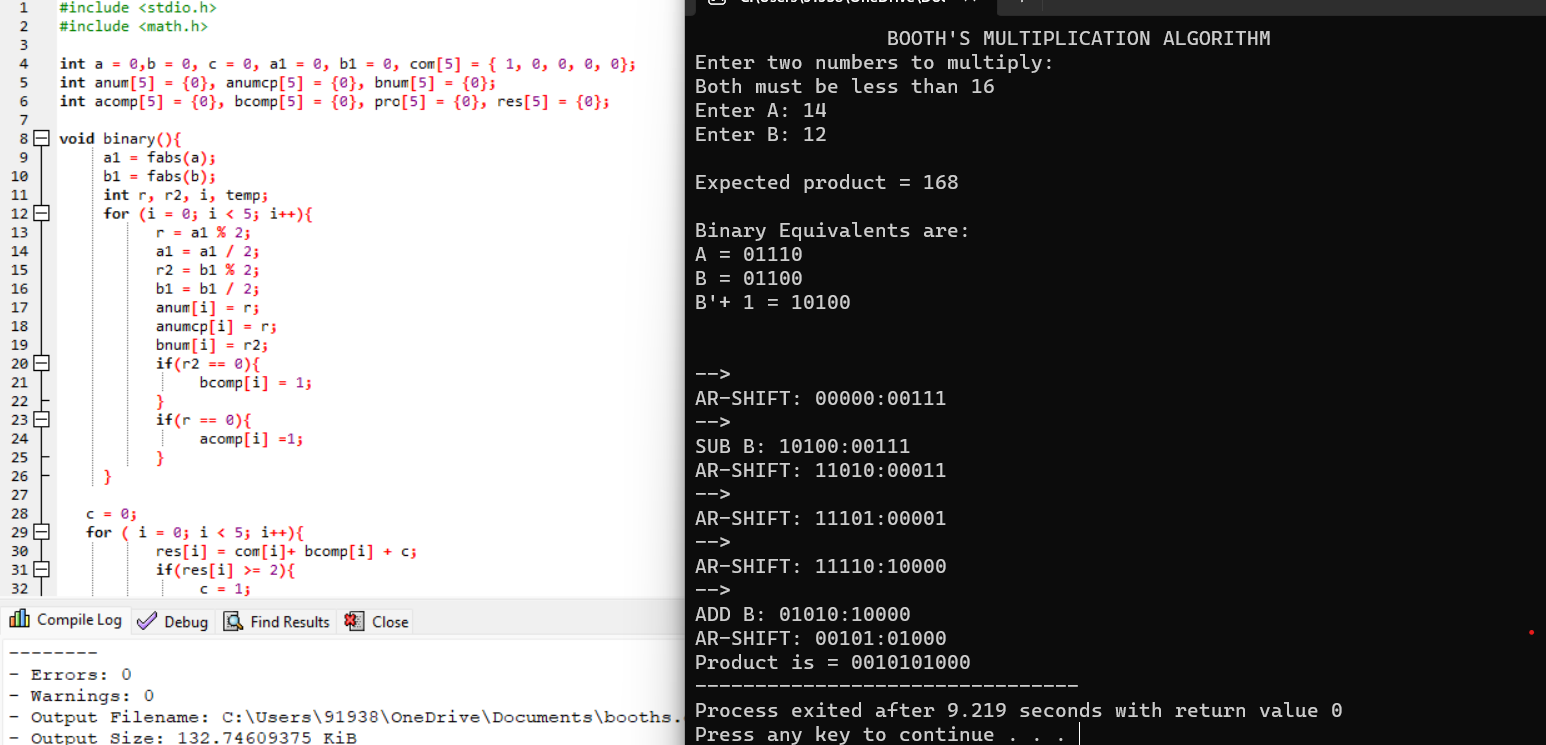 1 #include <stdio.h>
2 #include <math.h>
3
4 int a = 0,b = 0, c = 0, a1 = 0, b1 = 0, com[5] = { 1, 0, 0, 0, 0};
5 int anum[5] = {0}, anumcp[5] = {0}, bnum[5] = {0};
6 int acomp[5] = {0}, bcomp[5] = {0}, pro[5] = {0}, res[5] = {0};
7
8 void binary(){
9 a1 = fabs(a);
10 b1 = fabs(b);
11 int r, r2, i, temp;
12 for (i = 0; i < 5; i++){
13 r = a1 % 2;
14 a1 = a1 / 2;
15 r2 = b1 % 2;
16 b1 = b1 / 2;
17 anum[i] = r;
18 anumcp[i] = r;
19 bnum[i] = r2;
20 if(r2 == 0){
21 bcomp[i] = 1;
22 }
23 if(r == 0){
24 acomp[i] =1;
25 }
26 }
27
28 c = 0;
29 for ( i = 0; i < 5; i++){
30 res[i] = com[i]+ bcomp[i] + c;
31 if(res[i] >= 2){
32 c = 1;
Compile Log Debug Find Results Close
--------
- Errors: 0
- Warnings: 0
- Output Filename: C:\Users\91938\OneDrive\Documents\booths.
- Output Size: 132.74609375 KiB
BOOTH'S MULTIPLICATION ALGORITHM
Enter two numbers to multiply:
Both must be less than 16
Enter A: 14
Enter B: 12
Expected product = 168
Binary Equivalents are:
A = 01110
B = 01100
B'+ 1 = 10100
-->
AR-SHIFT: 00000:00111
-->
SUB B: 10100:00111
AR-SHIFT: 11010:00011
-->
AR-SHIFT: 11101:00001
-->
AR-SHIFT: 11110:10000
-->
ADD B: 01010:10000
AR-SHIFT: 00101:01000
Product is = 0010101000
--------------------------------
Process exited after 9.219 seconds with return value 0
Press any key to continue . . .